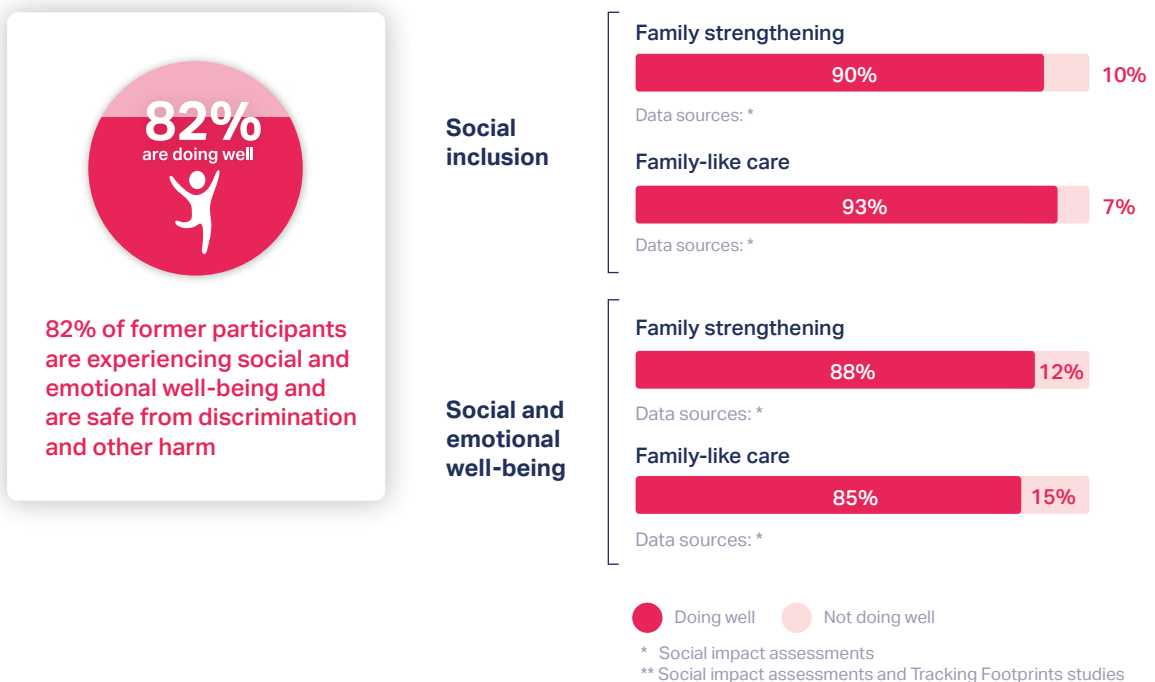 82%
are doing well
82% of former participants
are experiencing social and
emotional well-being and
are safe from discrimination
and other harm
Social
inclusion
Family strengthening
90%
10%
Data sources: *
Family-like care
93%
7%
Data sources: *
Social and
emotional
well-being
Family strengthening
88%
12%
Data sources: *
Family-like care
85%
15%
Data sources: *
Doing well
Not doing well
* Social impact assessments
** Social impact assessments and Tracking Footprints studies